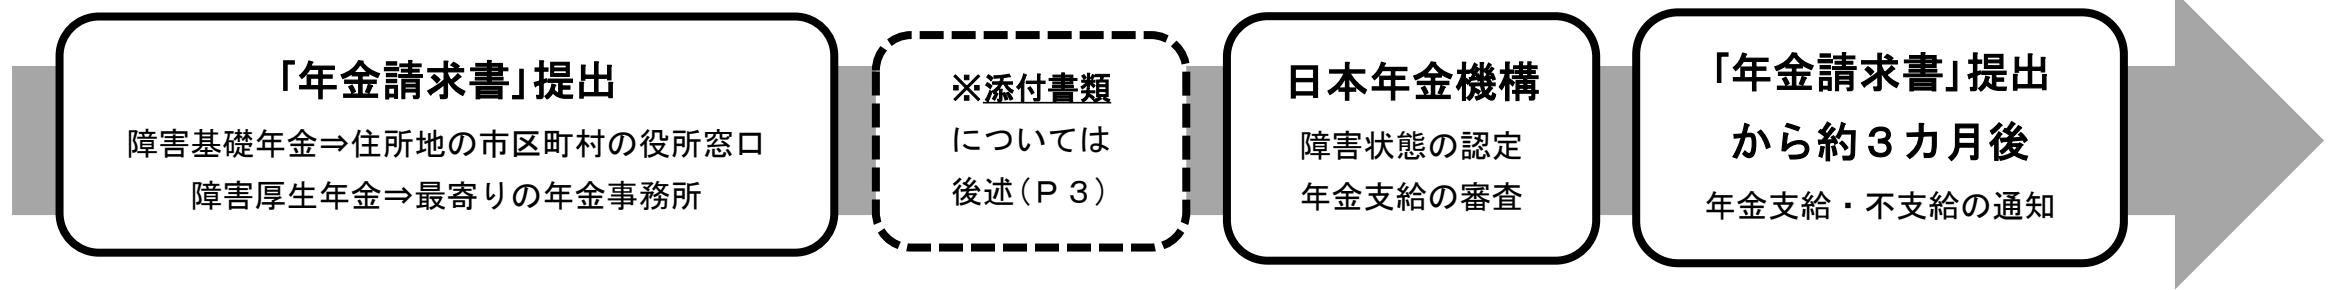 「年金請求書」提出
障害基礎年金⇒住所地の市区町村の役所窓口
障害厚生年金⇒最寄りの年金事務所
※添付書類
については
後述(Ｐ３)
日本年金機構
障害状態の認定
年金支給の審査
「年金請求書」提出
から約３カ月後
年金支給・不支給の通知